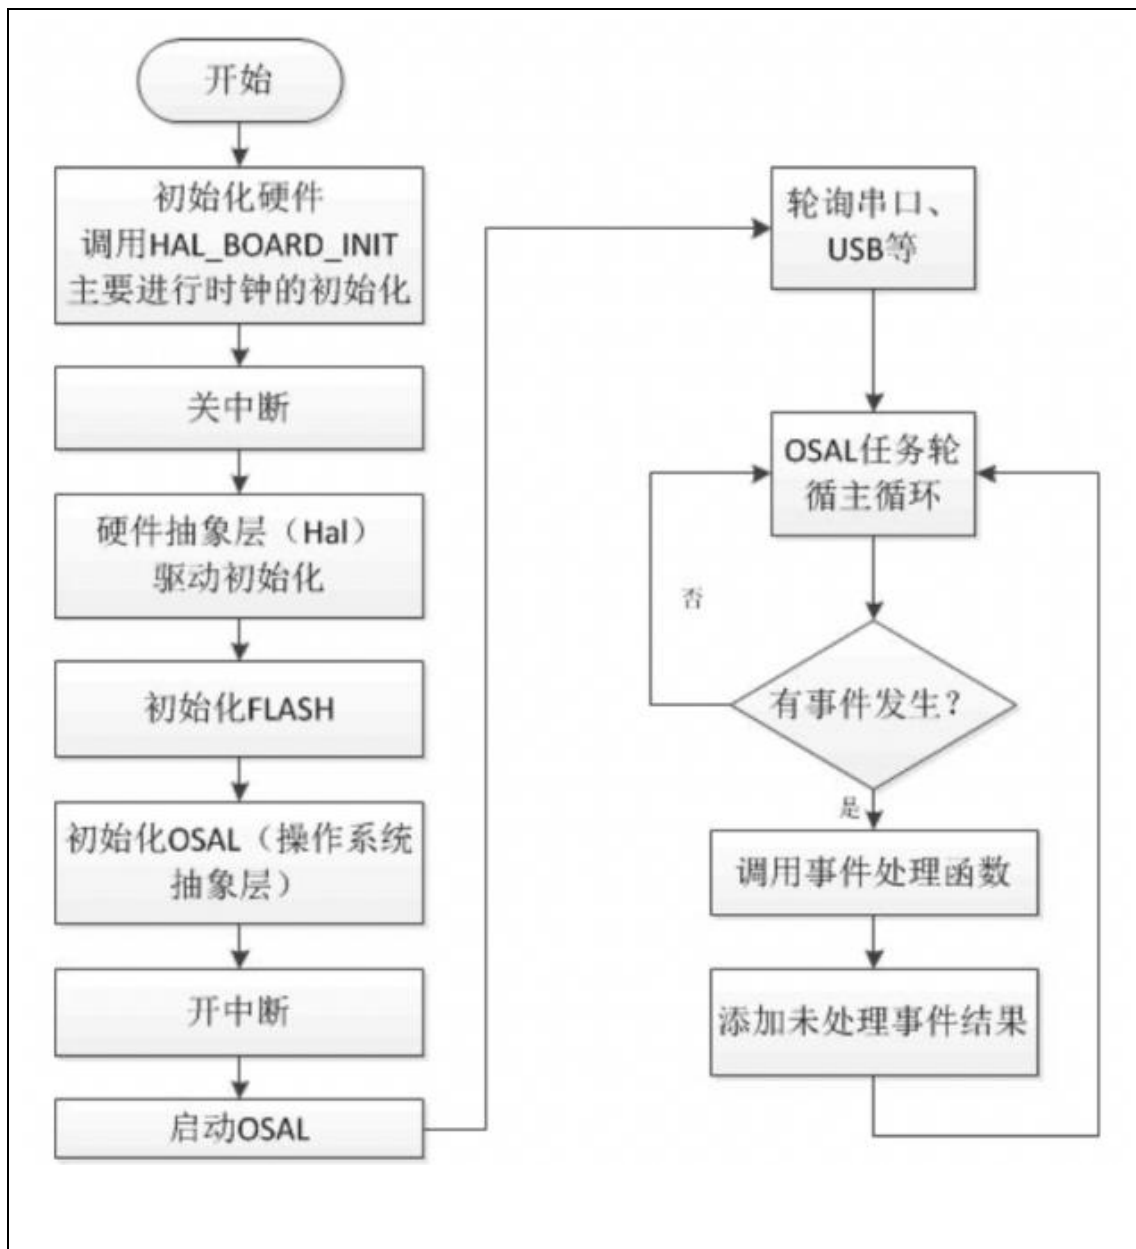 开始
初始化硬件
调用HAL_BOARD_INIT
主要进行时钟的初始化
关中断
硬件抽象层（Hal）
驱动初始化
初始化FLASH
初始化OSAL（操作系统
抽象层）
开中断
启动OSAL
轮询串口、
USB等
OSAL任务轮
循主循环
否
有事件发生？
是
调用事件处理函数
添加未处理事件结果